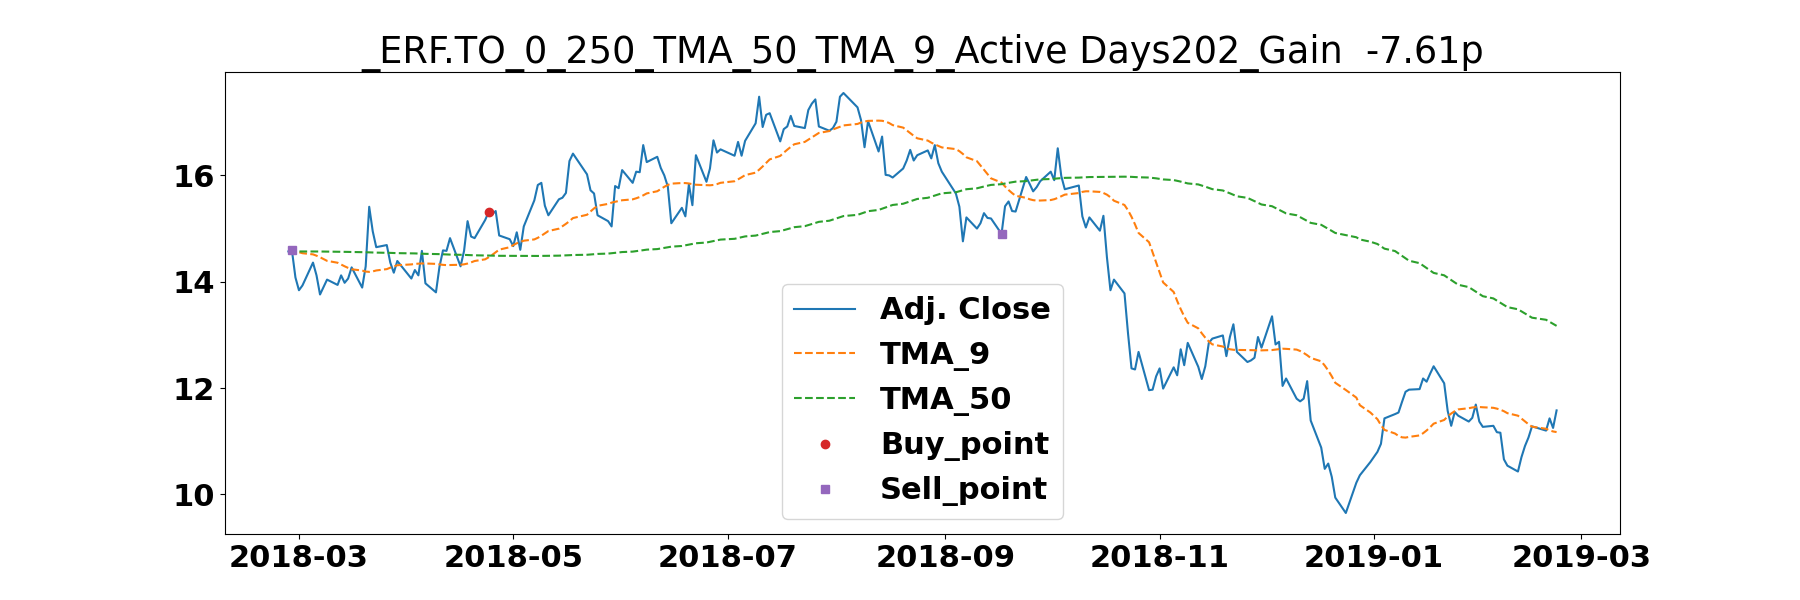 _ERF.TO_0_250_TMA_50_TMA_9_Active Days202_Gain  -7.61p
16
14
12
10
Adj. Close
TMA_9
TMA_50
Buy_point
Sell_point
2018-03 2018-05 2018-07 2018-09 2018-11 2019-01 2019-03